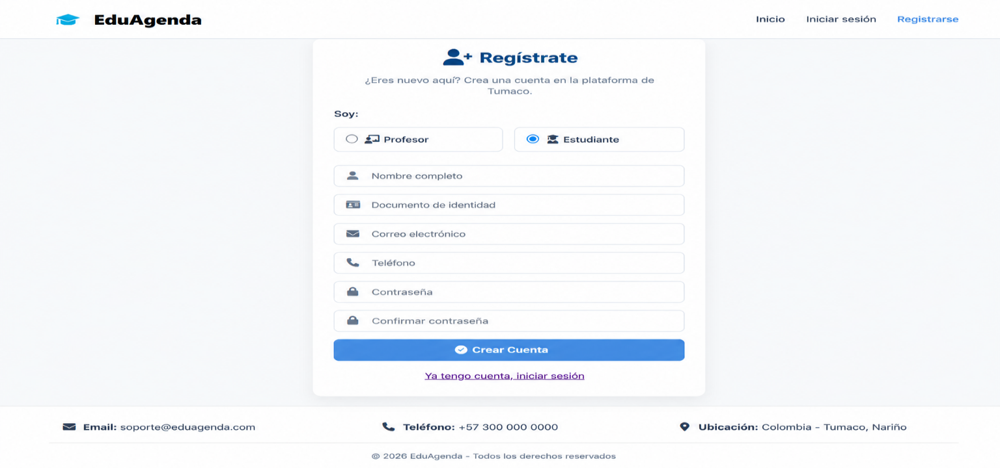 EduAgenda
Inicio
Iniciar sesión
Registrarse
Regístrate
¿Eres nuevo aquí? Crea una cuenta en la plataforma de
Tumaco.
Soy:
Profesor
Estudiante
Nombre completo
Documento de identidad
Correo electrónico
Teléfono
Contraseña
Confirmar contraseña
Crear Cuenta
Ya tengo cuenta, iniciar sesión
Email: soporte@eduagenda.com
Teléfono: +57 300 000 0000
Ubicación: Colombia - Tumaco, Nariño
© 2026 EduAgenda - Todos los derechos reservados